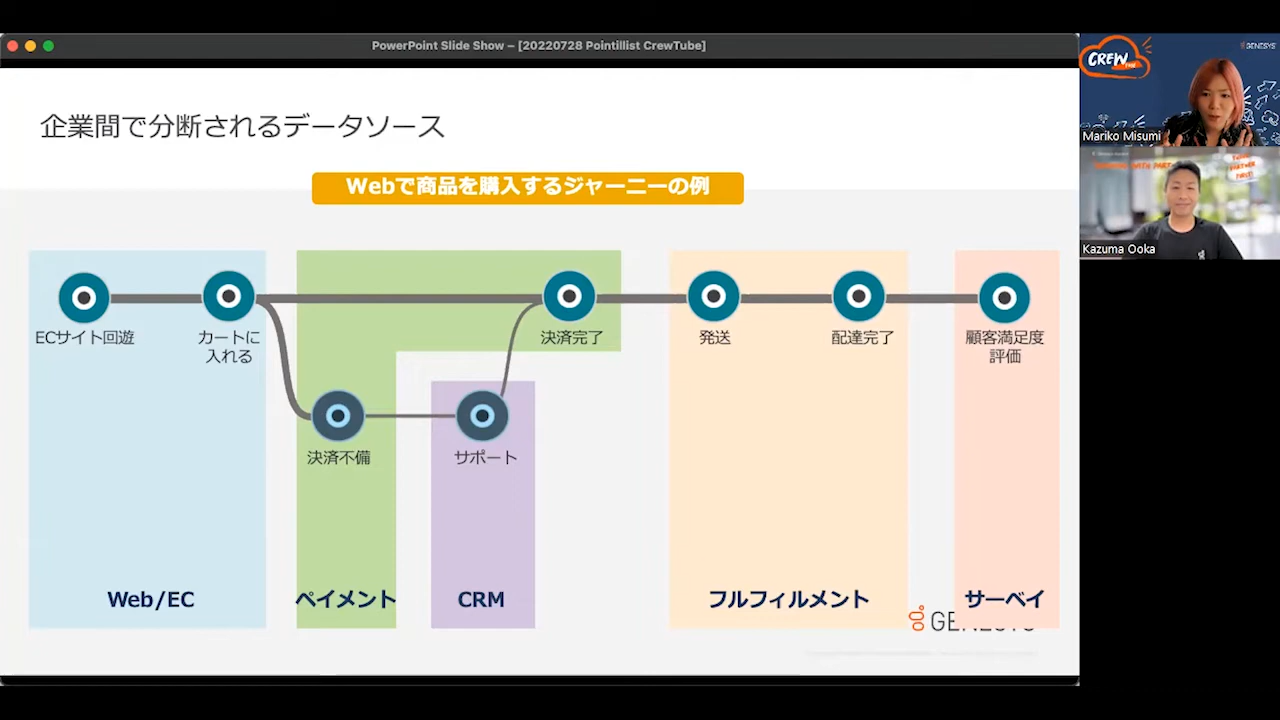 PowerPoint Slide Show – [20220728 Pointillist CrewTube]
企業間で分断されるデータソース
Webで商品を購入するジャーニーの例
ECサイト回遊
カートに
入れる
決済完了
発送
配達完了
顧客満足度
評価
決済不備
サポート
Web/EC
ペイメント
CRM
フルフィルメント
サーベイ
GENESYS
CREW
GENESYS
Mariko Misumi
Kazuma Ooka